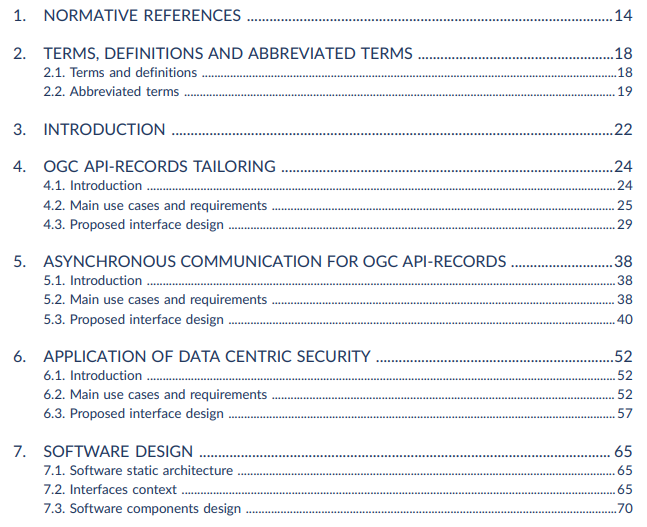 1. NORMATIVE REFERENCES ........................................................................................14
2. TERMS, DEFINITIONS AND ABBREVIATED TERMS ...............................................18
2.1. Terms and definitions ..............................................................................................18
2.2. Abbreviated terms ................................................................................................... 19
3. INTRODUCTION .......................................................................................................22
4. OGC API-RECORDS TAILORING ................................................................................24
4.1. Introduction ............................................................................................................. 24
4.2. Main use cases and requirements ............................................................................. 25
4.3. Proposed interface design ........................................................................................ 29
5. ASYNCHRONOUS COMMUNICATION FOR OGC API-RECORDS .........................38
5.1. Introduction ............................................................................................................. 38
5.2. Main use cases and requirements ............................................................................. 38
5.3. Proposed interface design ........................................................................................ 40
6. APPLICATION OF DATA CENTRIC SECURITY .........................................................52
6.1. Introduction ............................................................................................................. 52
6.2. Main use cases and requirements ............................................................................. 52
6.3. Proposed interface design ........................................................................................ 57
7. SOFTWARE DESIGN ................................................................................................. 65
7.1. Software static architecture ...................................................................................... 65
7.2. Interfaces context .................................................................................................... 65
7.3. Software components design ....................................................................................70